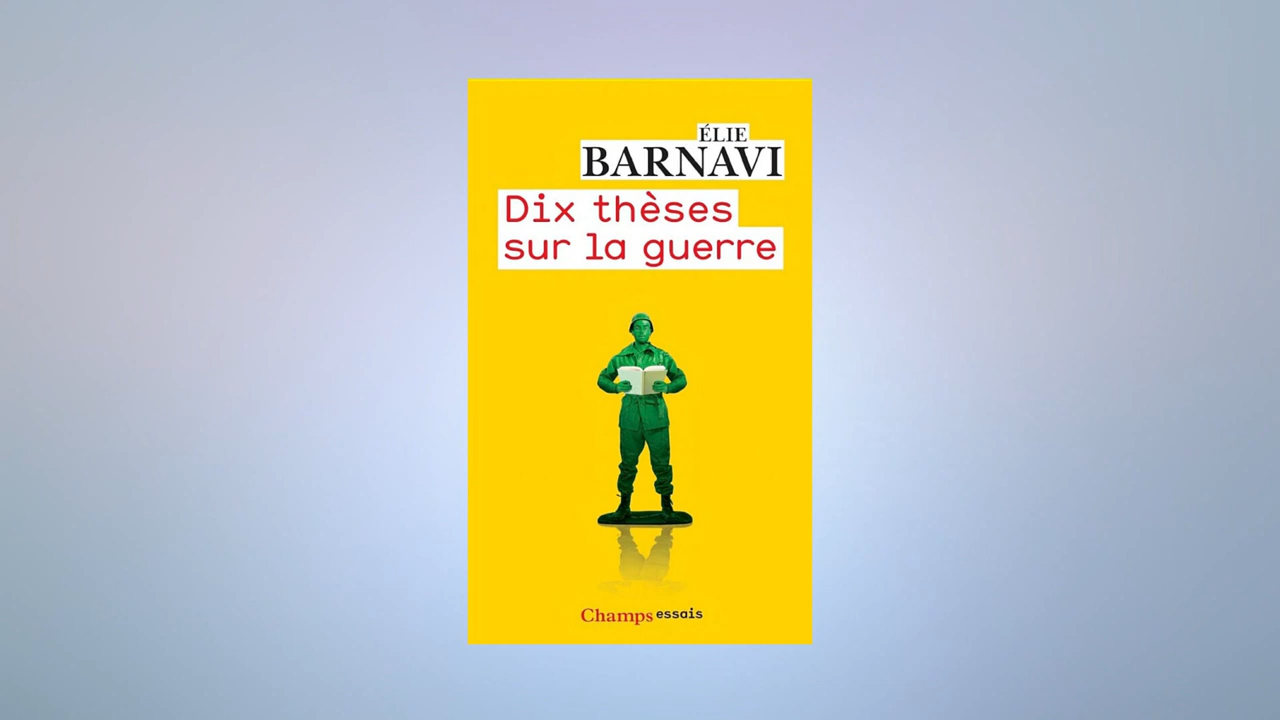 ÉLIE
BARNAVI
Dix thèses
sur la guerre
Champs essais